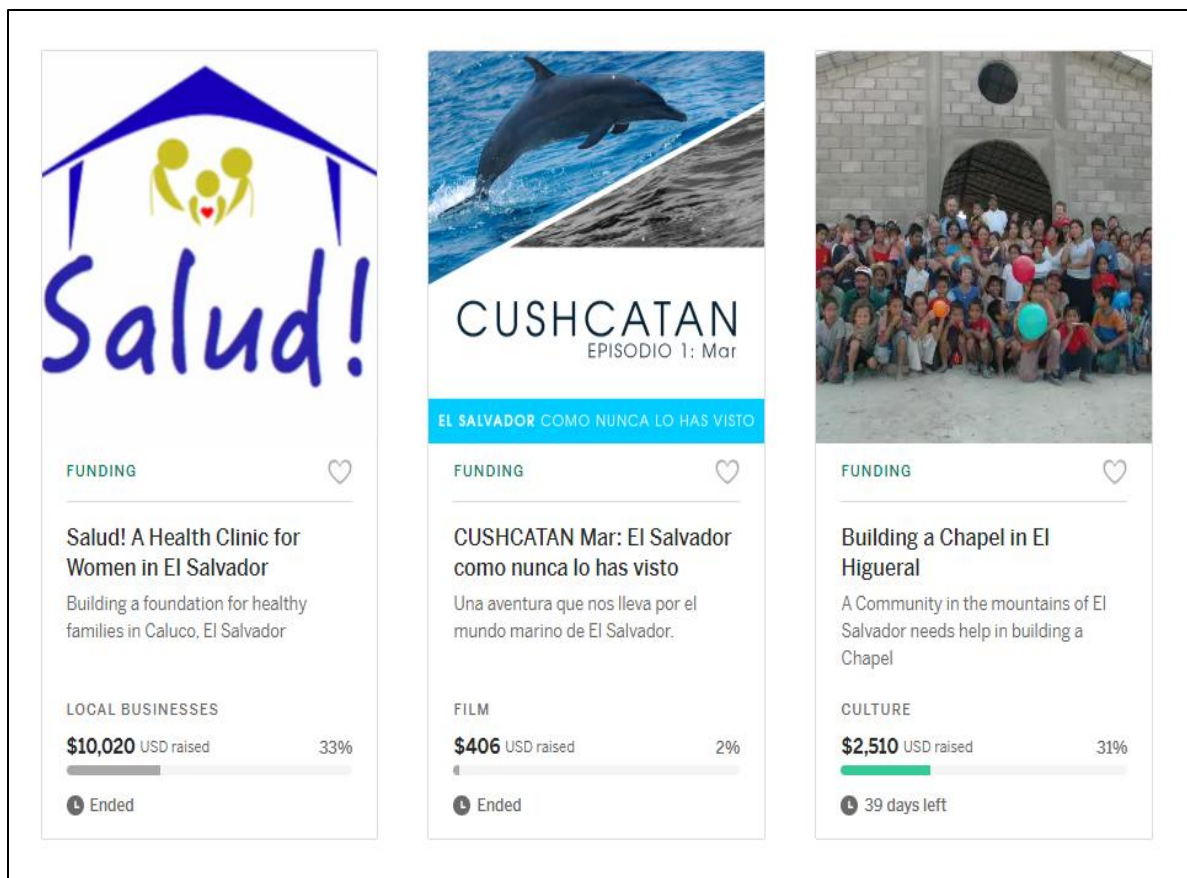 Salud!
FUNDING
Salud! A Health Clinic for
Women in El Salvador
Building a foundation for healthy
families in Caluco, El Salvador
LOCAL BUSINESSES
$10,020 USD raised 33%
Ended
CUSHCATAN
EPISODIO 1: Mar
EL SALVADOR COMO NUNCA LO HAS VISTO
FUNDING
CUSHCATAN Mar: El Salvador
como nunca lo has visto
Una aventura que nos lleva por el
mundo marino de El Salvador.
FILM
$406 USD raised 2%
Ended
FUNDING
Building a Chapel in El
Higueral
A Community in the mountains of El
Salvador needs help in building a
Chapel
CULTURE
$2,510 USD raised 31%
39 days left